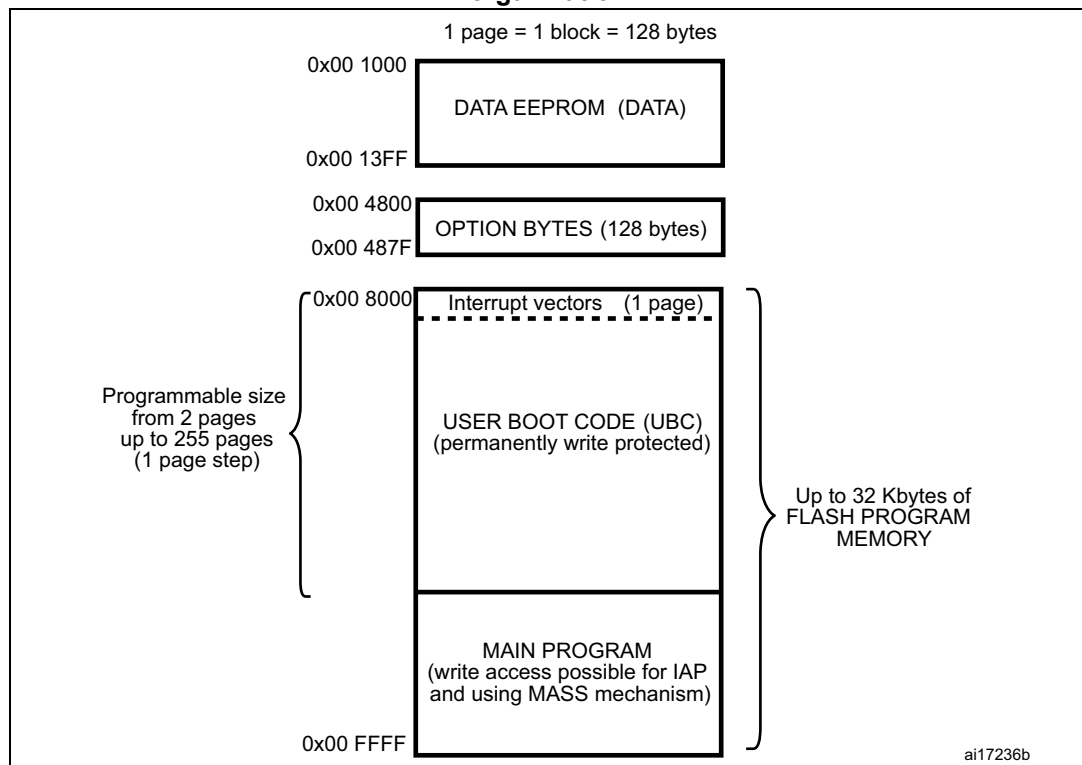 1 page = 1 block = 128 bytes
0x00 1000
DATA EEPROM (DATA)
0x00 13FF
0x00 4800
OPTION BYTES (128 bytes)
0x00 487F
0x00 8000
Interrupt vectors (1 page)
Programmable size
from 2 pages
up to 255 pages
(1 page step)
USER BOOT CODE (UBC)
(permanently write protected)
Up to 32 Kbytes of
FLASH PROGRAM
MEMORY
MAIN PROGRAM
(write access possible for IAP
and using MASS mechanism)
0x00 FFFF
ai17236b